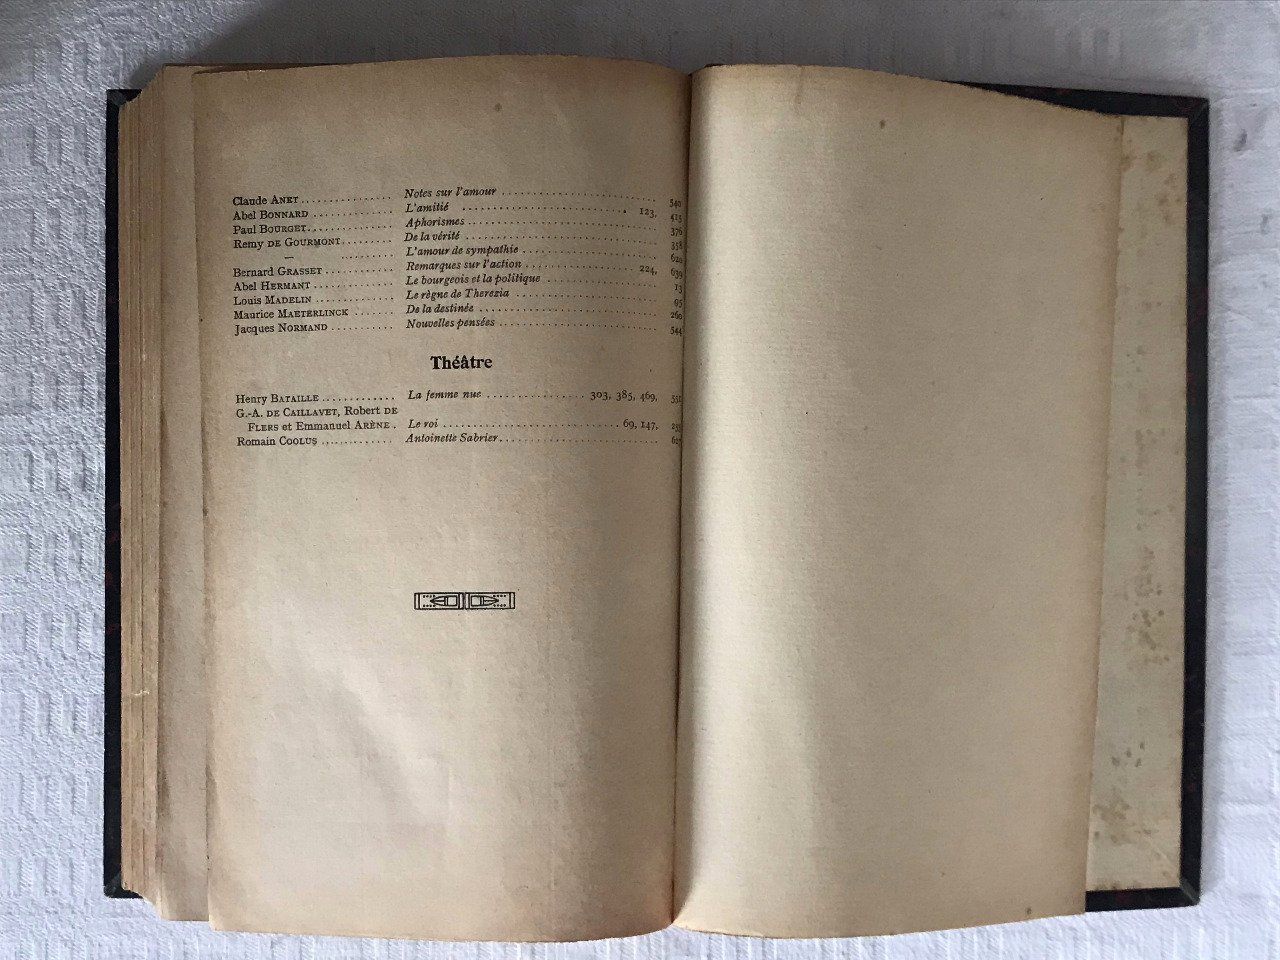 Claude ANET ................ Notes sur l'amour ........................ 540
Abel BONNARD ............. L'amitié ........................ 123, 415
Paul BOURGET .............. Aphorismes ........................ 376
Remy DE GOURMONT ......... De la vérité ........................ 358
— ......... L'amour de sympathie ........................ 620
Bernard GRASSET ............ Remarques sur l'action ................ 224, 639
Abel HERMANT .............. Le bourgeois et la politique ................ 13
Louis MADELIN ............. Le règne de Therezia ..................... 95
Maurice MAETERLINCK ........ De la destinée ........................ 260
Jacques NORMAND ........... Nouvelles pensées ........................ 544
Théâtre
Henry BATAILLE ............. La femme nue ............... 303, 385, 469, 551
G.-A. DE CAILLAVET, Robert DE
FLERS et Emmanuel ARÈNE . Le roi ........................ 69, 147,
Romain COOLUS ............. Antoinette Sabrier ........................